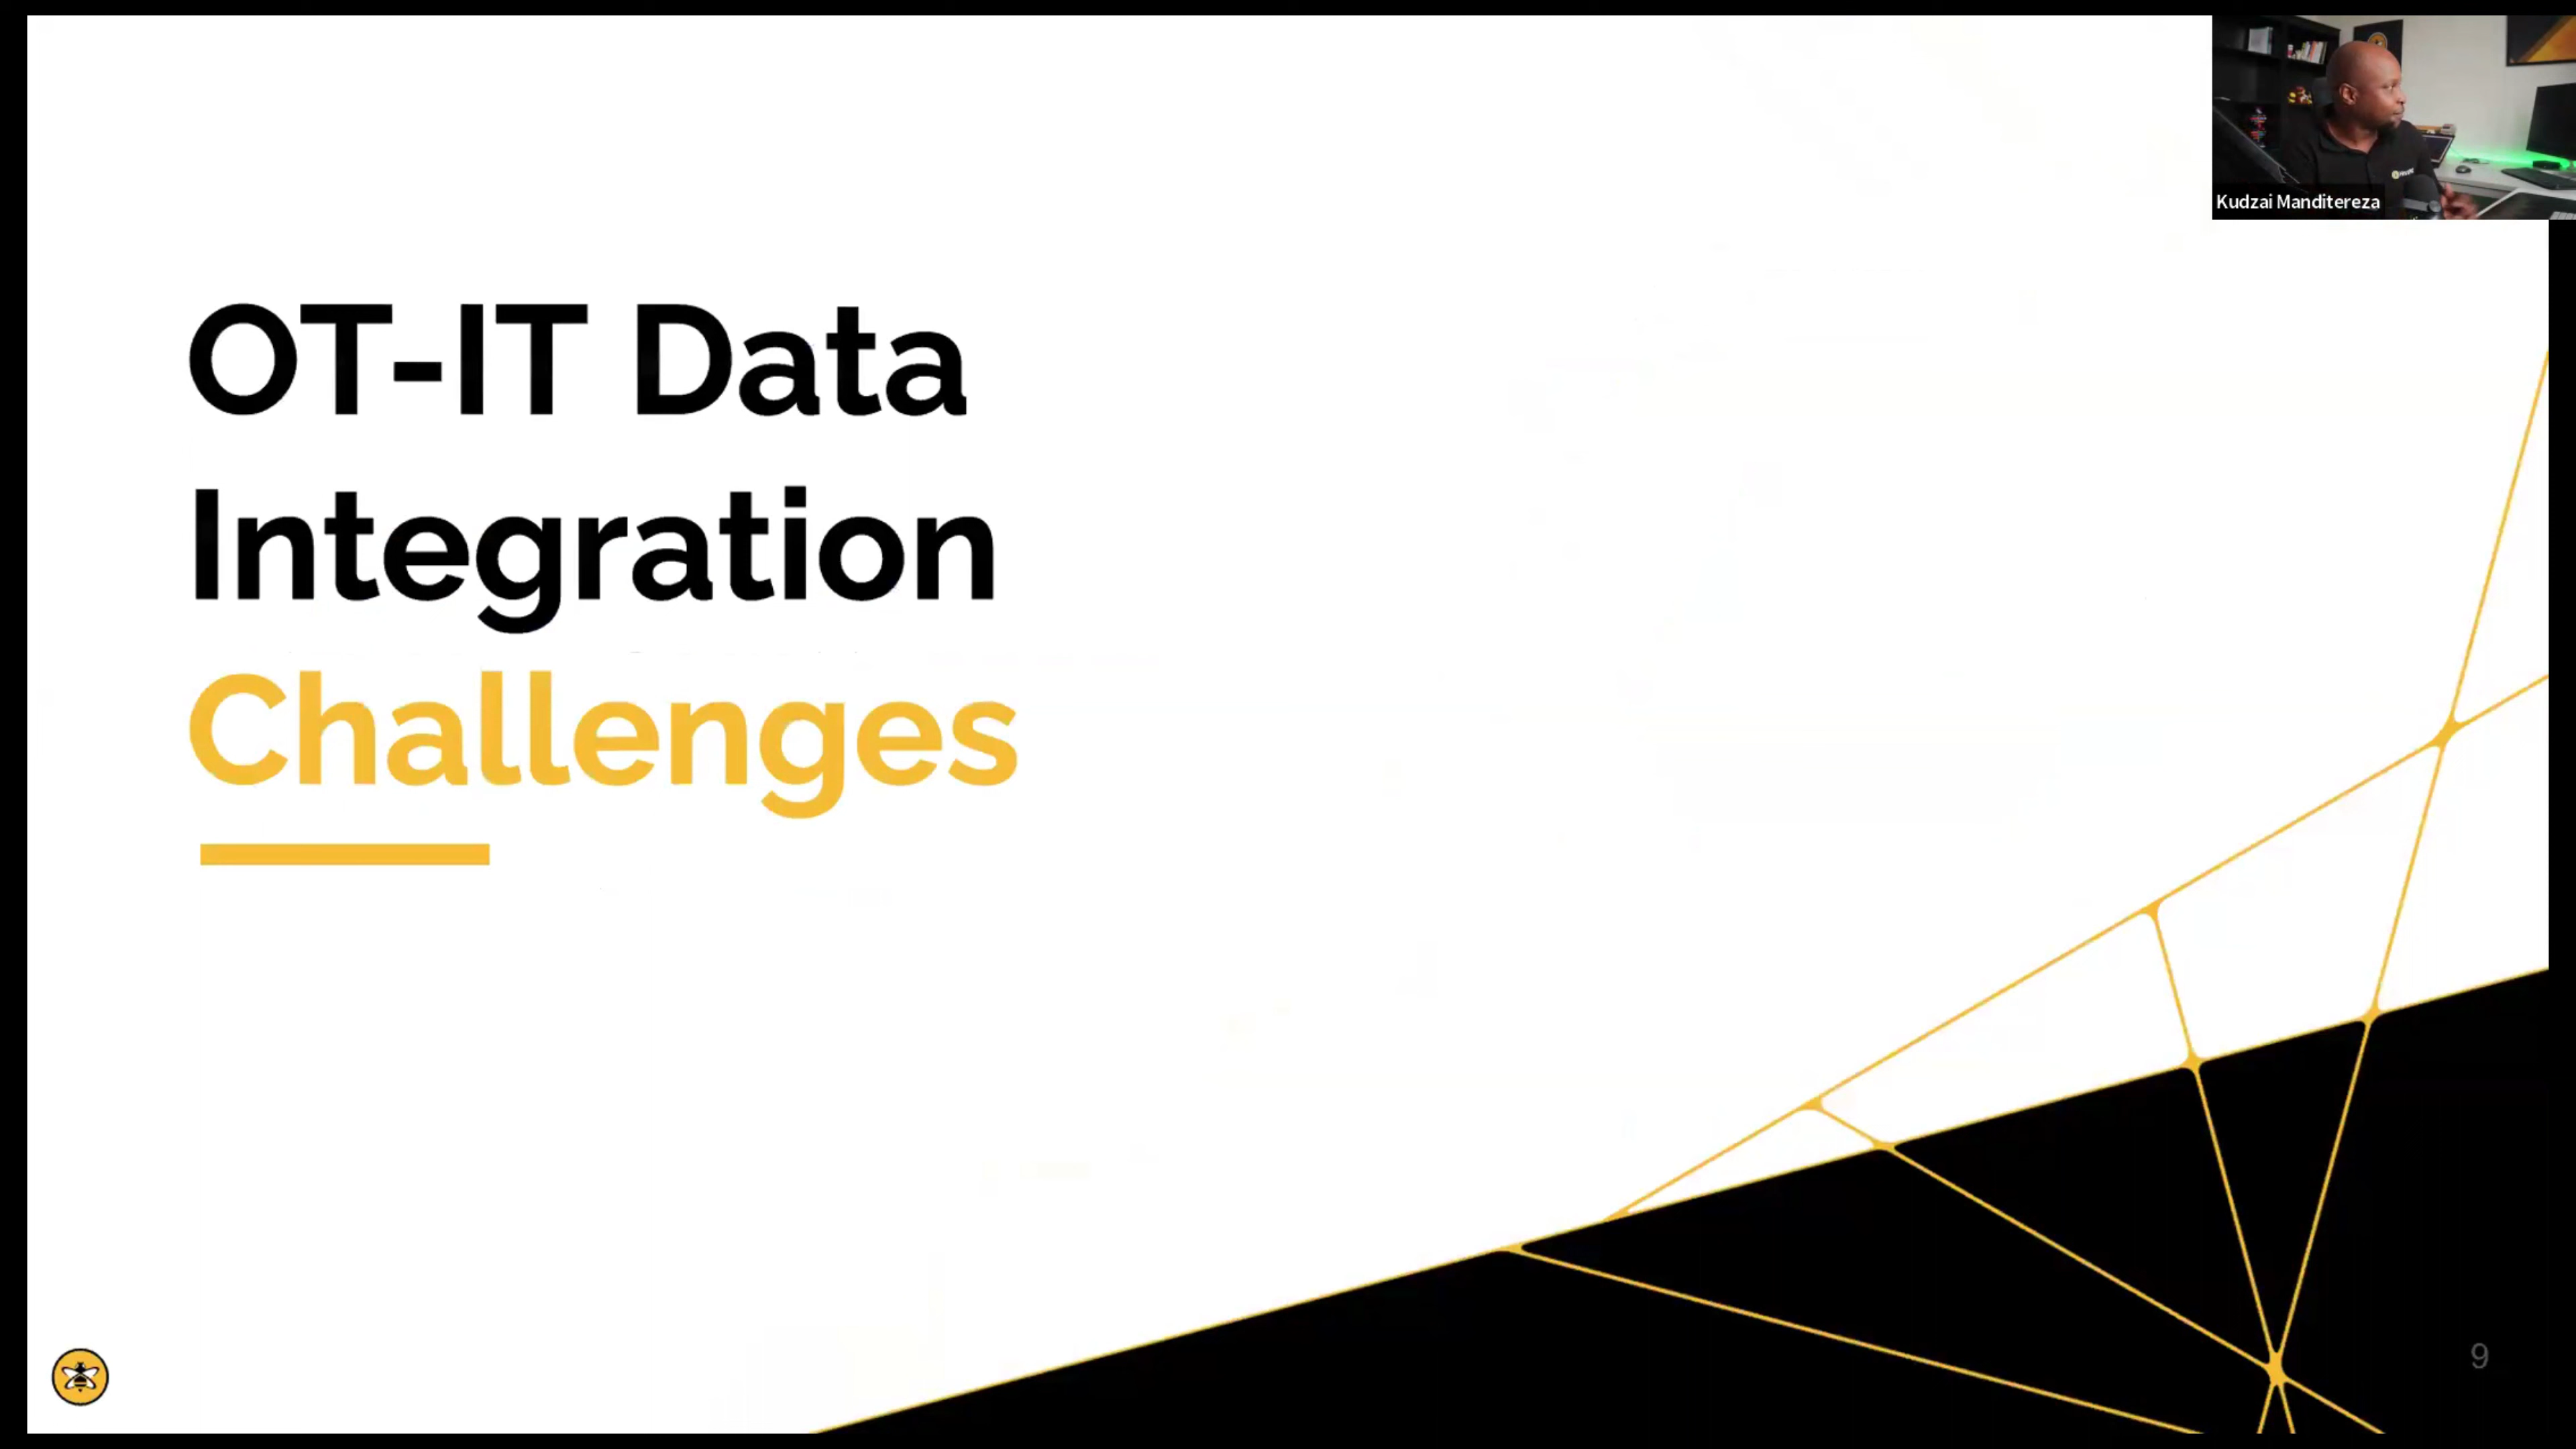 OT-IT Data
Integration
Challenges
Kudzai Manditereza
9